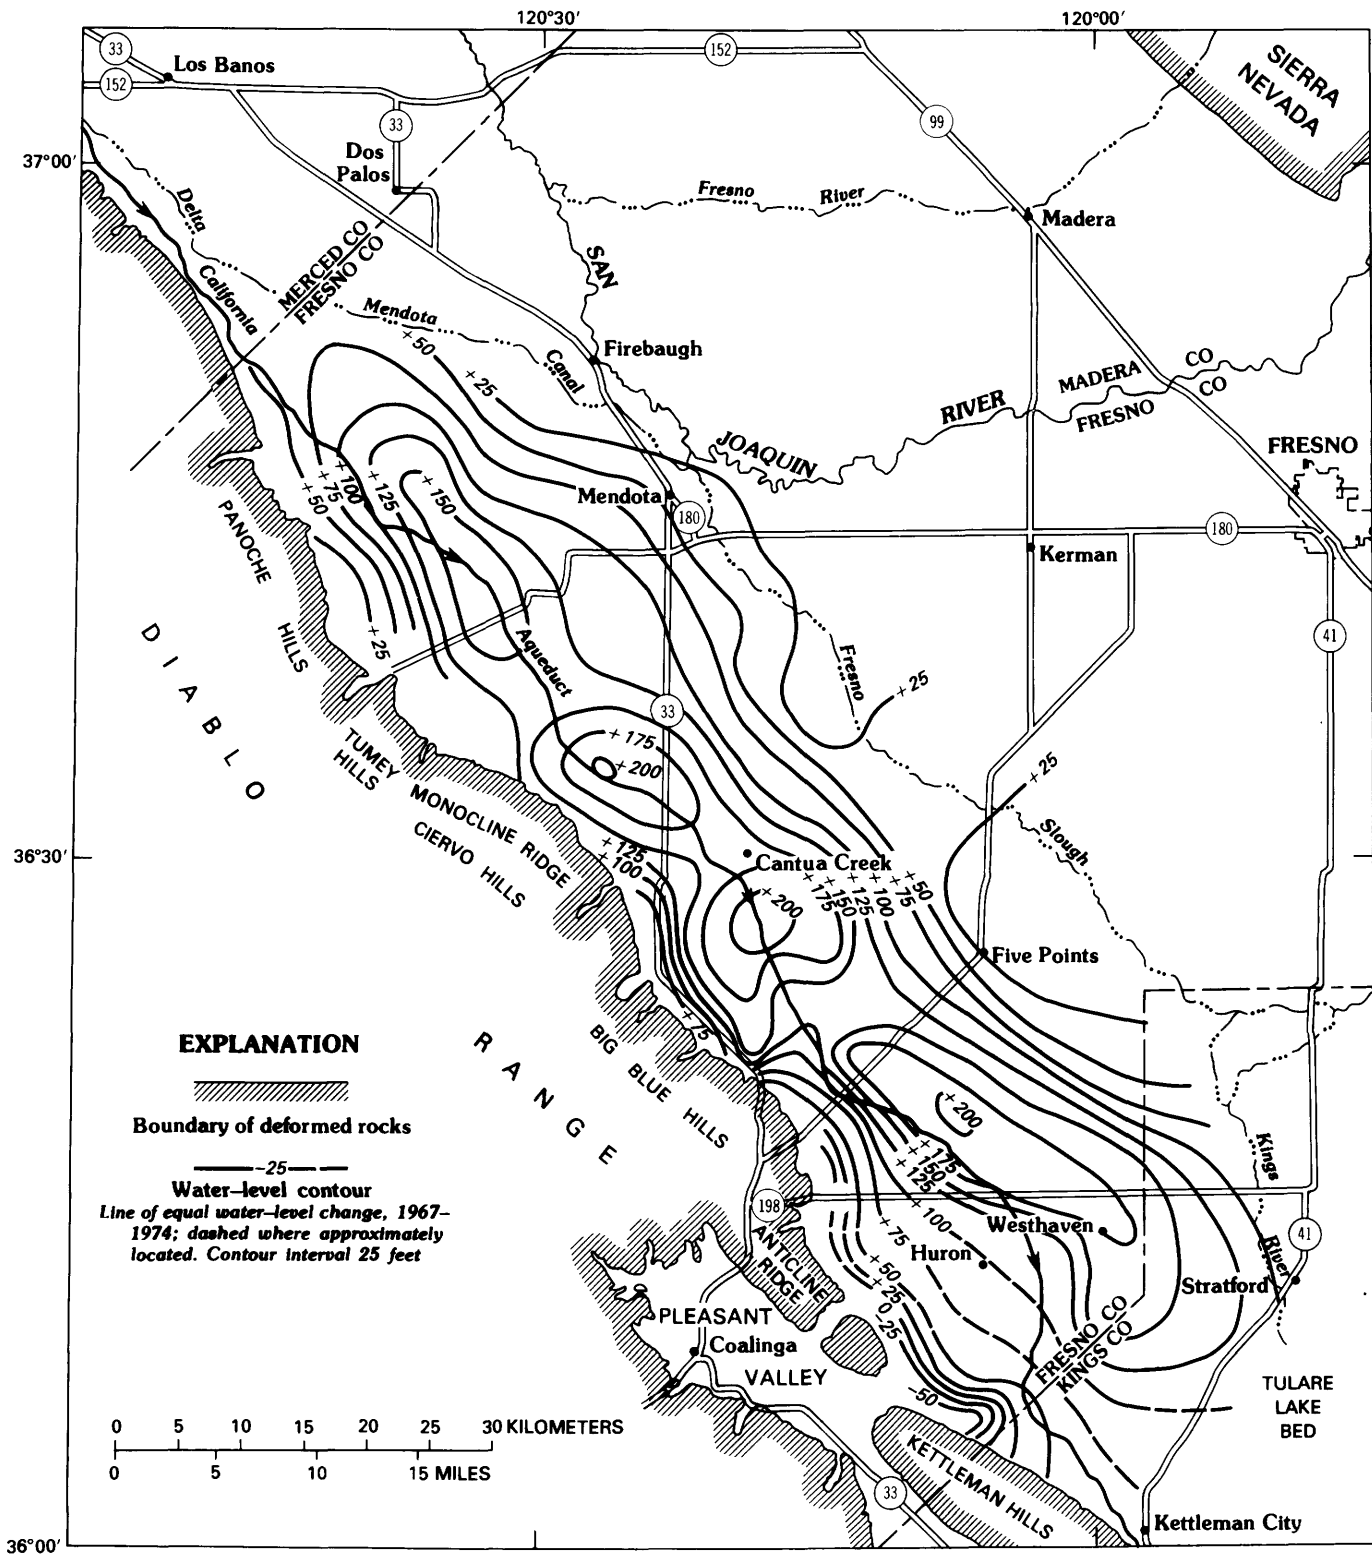 120°30'
120°00'
33
Los Banos
152
152
SIERRA
NEVADA
33
99
Dos
Palos
37°00'
Delta
Fresno
River
Madera
MERCED CO
FRESNO CO
SAN
California
Mendota
+50
Firebaugh
Canal
+25
MADERA
CO
CO
RIVER
FRESNO
JOAQUIN
FRESNO
+100
+75
+50
+125
+150
Mendota
180
180
PANOCHE
HILLS
Kerman
41
+25
Aqueduct
Fresno
+25
DIABLO
33
TUMEY
HILLS
+175
+200
+25
MONOCLINE RIDGE
CIERVO HILLS
Slough
36°30'
+125
+100
Cantua Creek
+200
+175
+150
+125
+100
+75
+50
Five Points
+75
BIG BLUE HILLS
RANGE
EXPLANATION
Boundary of deformed rocks
-25
Water-level contour
Line of equal water-level change, 1967-
1974; dashed where approximately
located. Contour interval 25 feet
+200
Kings
+175
+150
+125
198
+100
+75
Westhaven
41
Huron
River
ANTICLINE
RIDGE
+50
+25
0
-25
Stratford
PLEASANT
Coalinga
VALLEY
FRESNO CO
KINGS CO
TULARE
LAKE
BED
-50
0 5 10 15 20 25 30 KILOMETERS
0 5 10 15 MILES
KETTLEMAN HILLS
33
Kettleman City
36°00'